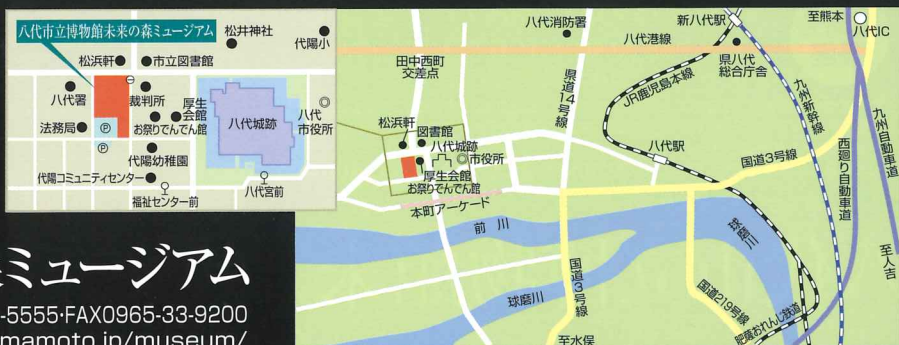 八代市立博物館未来の森ミュージアム
松井神社
代陽小
松浜軒
市立図書館
八代署
裁判所
厚生
会館
お祭りでんでん館
八代城跡
八代
市役所
法務局
P
P
代陽幼稚園
代陽コミュニティセンター
福祉センター前
八代宮前
ミュージアム
-5555・FAX0965-33-9200
mamoto.jp/museum/
八代消防署
新八代駅
至熊本
八代IC
八代港線
田中西町
交差点
県道14号線
県八代
総合庁舎
JR鹿児島本線
九州新幹線
九州自動車道
西廻り自動車道
松浜軒
図書館
八代城跡
市役所
厚生会館
お祭りでんでん館
八代駅
国道3号線
本町アーケード
前川
球磨川
至人吉
国道3号線
国道219号線
球磨川
肥薩おれんじ鉄道
至水俣